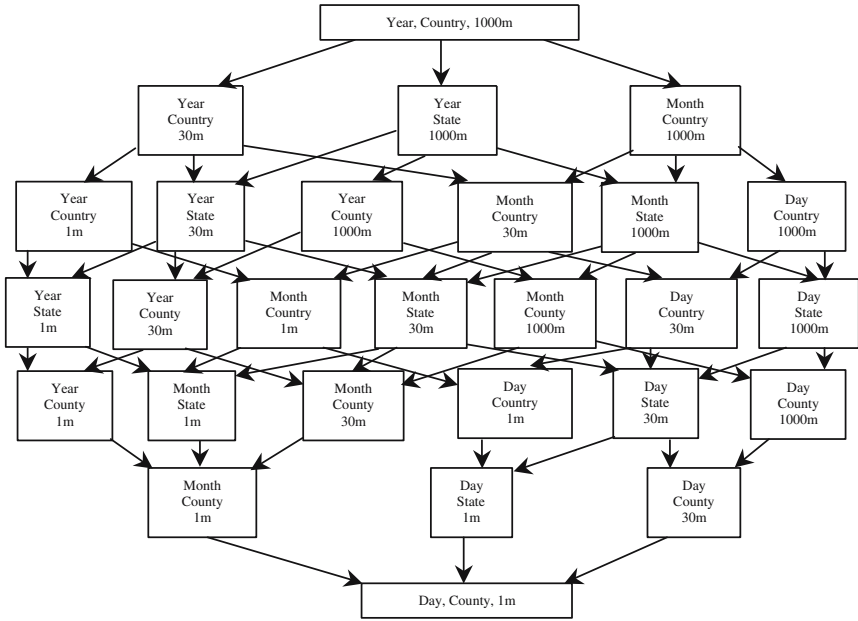 Year, Country, 1000m
Year
Country
30m
Year
State
1000m
Month
Country
1000m
Year
Country
1m
Year
State
30m
Year
County
1000m
Month
Country
30m
Month
State
1000m
Day
Country
1000m
Year
State
1m
Year
County
30m
Month
County
1m
Month
State
30m
Month
County
1000m
Day
County
30m
Day
State
1000m
Year
County
1m
Month
State
1m
Month
County
30m
Day
Country
1m
Day
State
30m
Day
County
1000m
Month
County
1m
Day
State
1m
Day
County
30m
Day, County, 1m